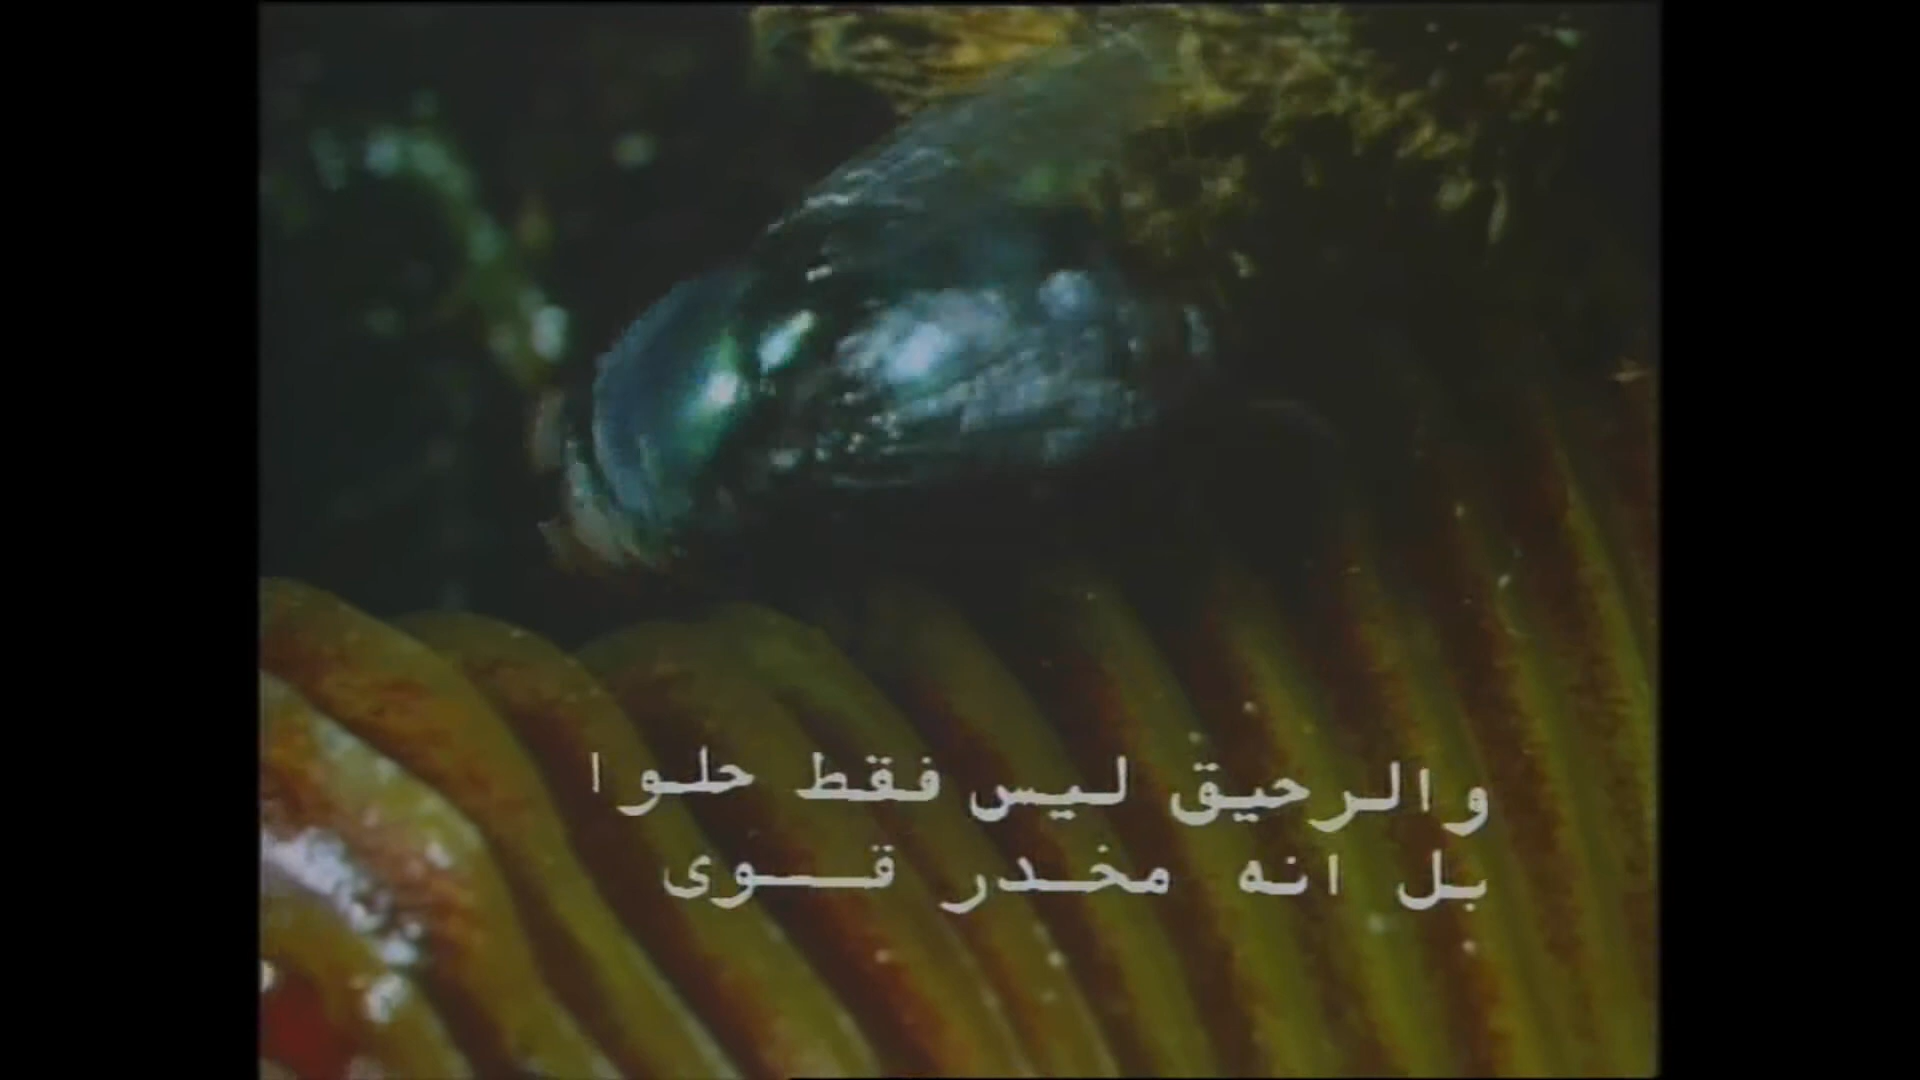 والرحيق ليس فقط حلوا
بل انه مخدر قوى